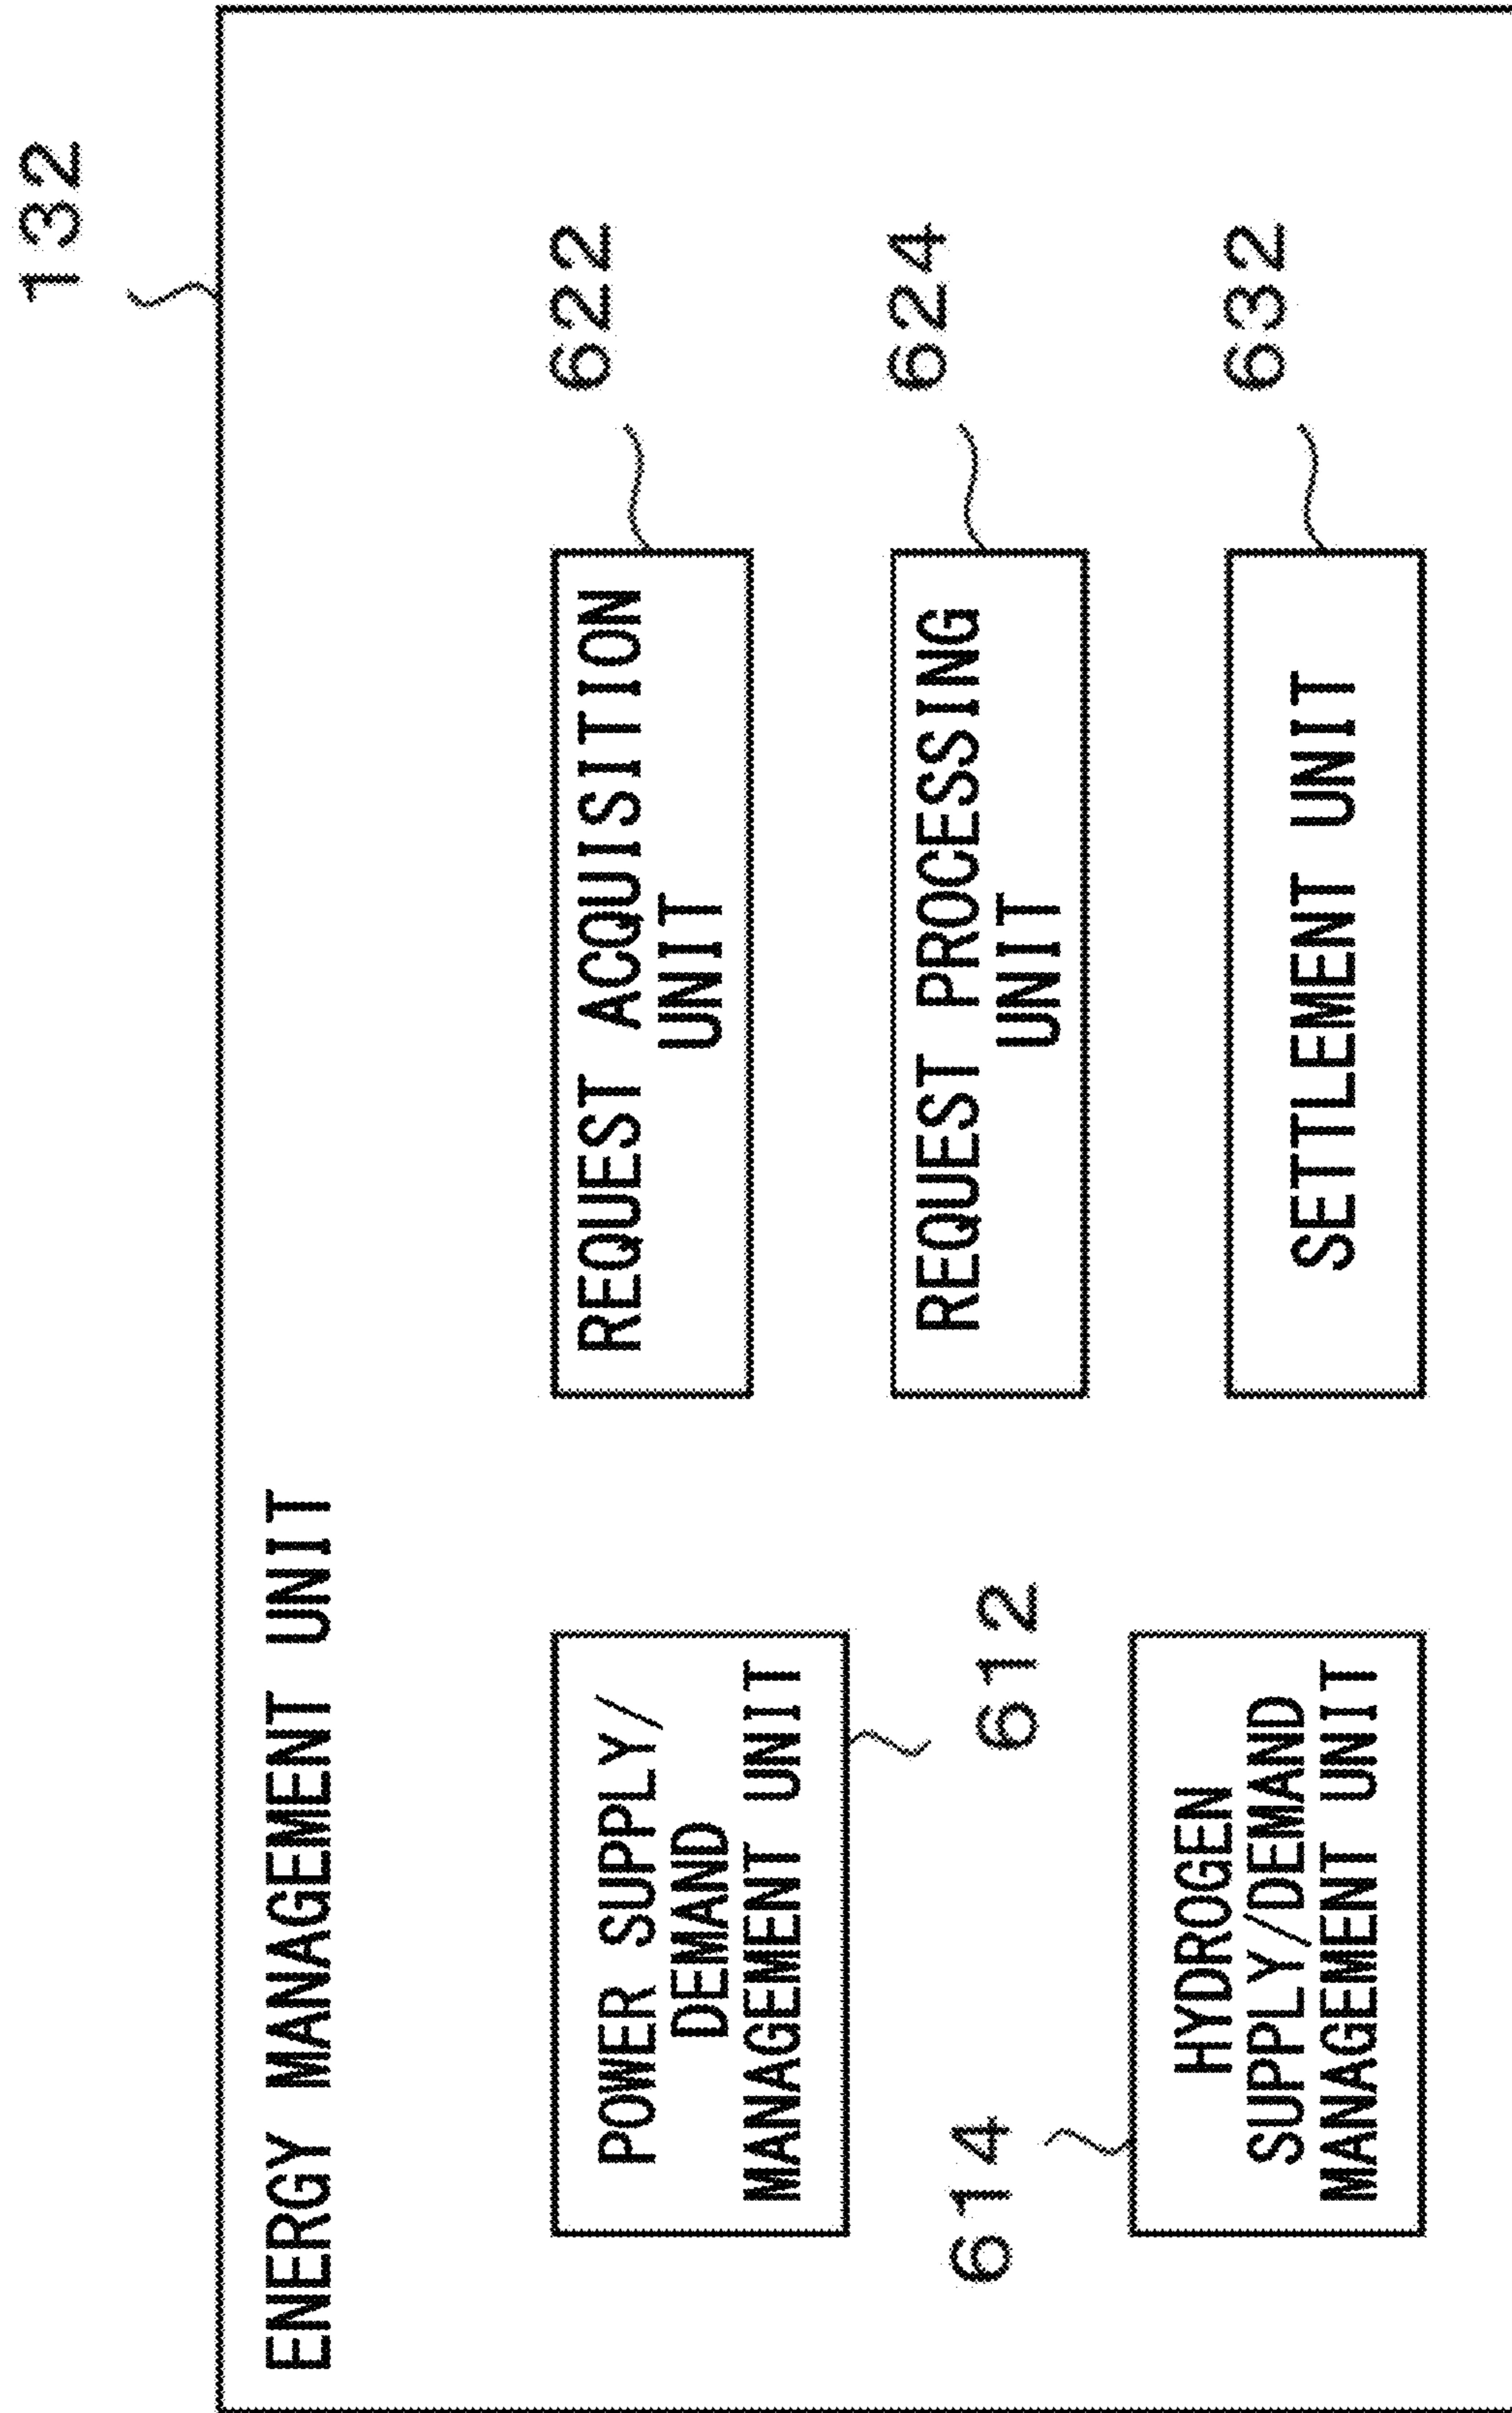 132
ENERGY MANAGEMENT UNIT
POWER SUPPLY/
DEMAND
MANAGEMENT UNIT
612
614
HYDROGEN
SUPPLY/DEMAND
MANAGEMENT UNIT
REQUEST ACQUISITION
UNIT
622
REQUEST PROCESSING
UNIT
624
SETTLEMENT UNIT
632